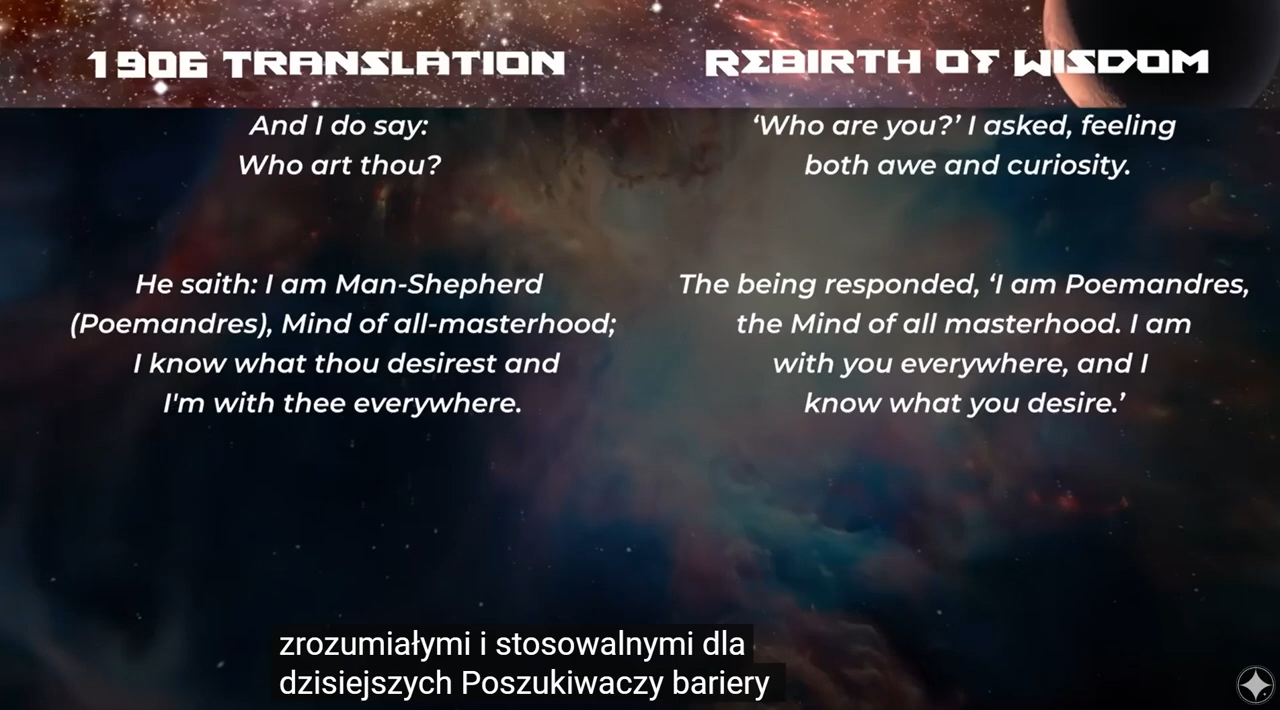 1906 TRANSLATION
And I do say:
Who art thou?
He saith: I am Man-Shepherd
(Poemandres), Mind of all-masterhood;
I know what thou desirest and
I'm with thee everywhere.
REBIRTH OF WISDOM
‘Who are you?’ I asked, feeling
both awe and curiosity.
The being responded, ‘I am Poemandres,
the Mind of all masterhood. I am
with you everywhere, and I
know what you desire.’
zrozumiałymi i stosowalnymi dla
dzisiejszych Poszukiwaczy bariery